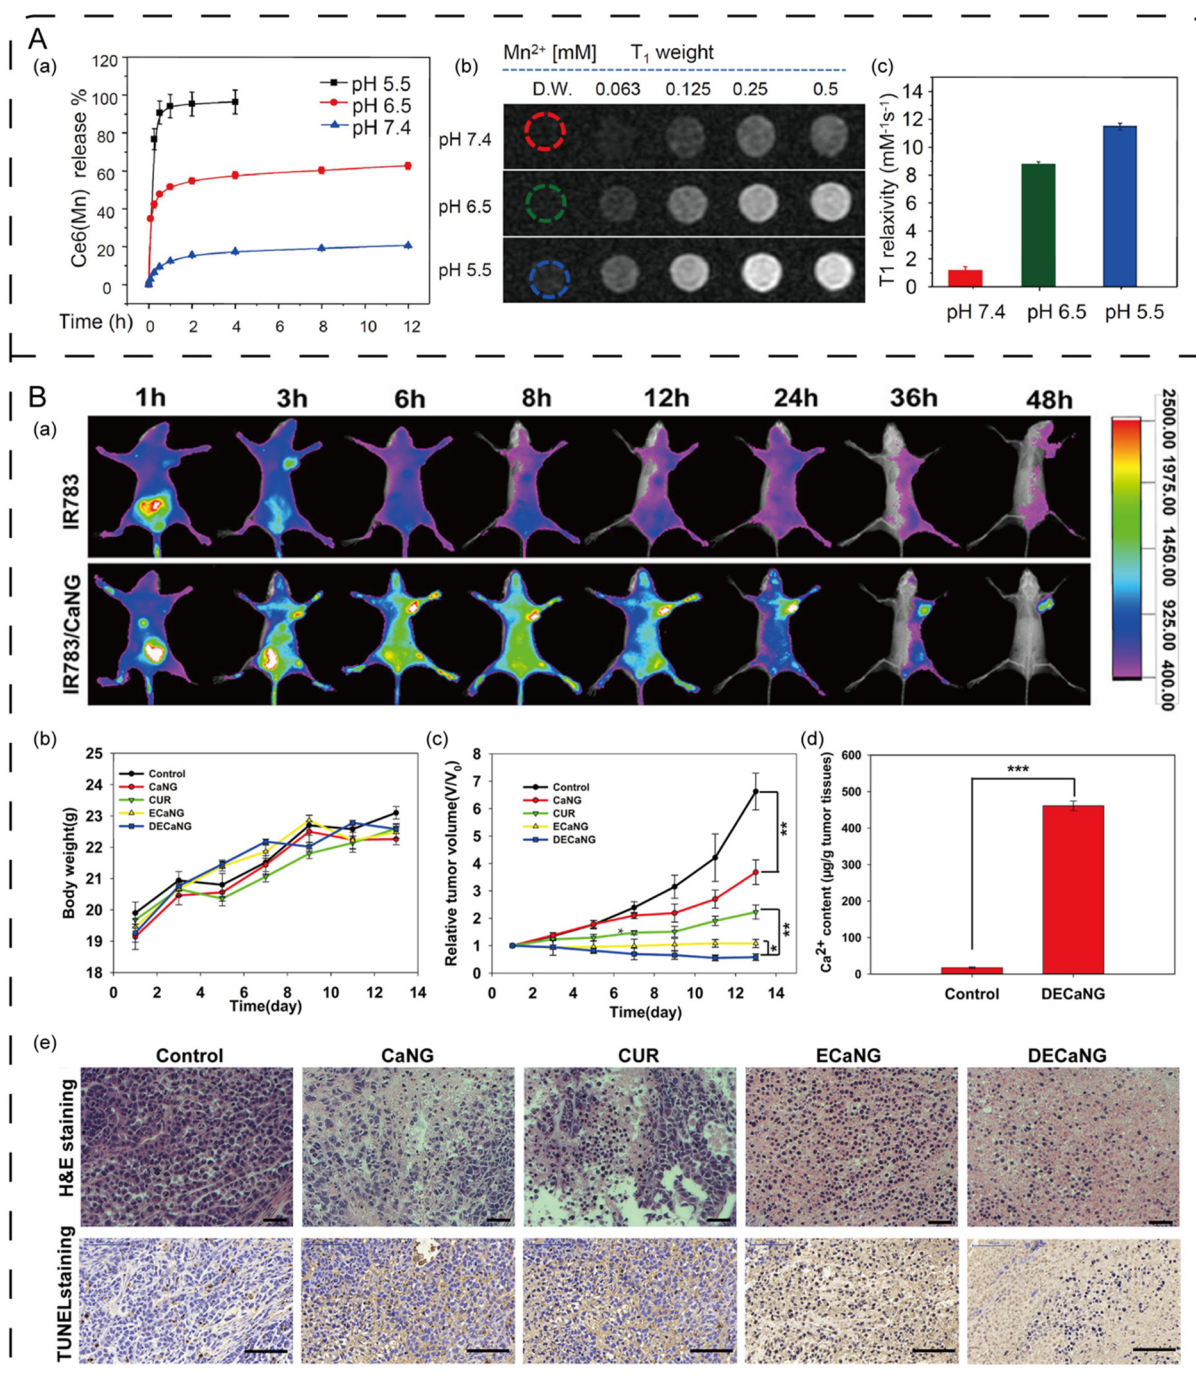 A
(a)
120
100
80
60
40
20
0
Ce6(Mn) release %
pH 5.5
pH 6.5
pH 7.4
Time (h)
0 2 4 6 8 10 12
(b)
Mn²⁺ [mM] T₁ weight
D.W. 0.063 0.125 0.25 0.5
pH 7.4
pH 6.5
pH 5.5
(c)
14
12
10
8
6
4
2
0
T1 relaxivity (mM⁻¹s⁻¹)
pH 7.4 pH 6.5 pH 5.5
B
1h 3h 6h 8h 12h 24h 36h 48h
(a)
IR783
IR783/CaNG
2500.00
1975.00
1450.00
925.00
400.00
(b)
25
24
23
22
21
20
19
18
Body weight(g)
Control
CaNG
CUR
ECaNG
DECaNG
0 2 4 6 8 10 12 14
Time(day)
(c)
8
7
6
5
4
3
2
1
0
Relative tumor volume(V/V₀)
Control
CaNG
CUR
ECaNG
DECaNG
*
**
**
*
0 2 4 6 8 10 12 14
Time(day)
(d)
600
500
400
300
200
100
0
Ca²⁺ content (μg/g tumor tissues)
***
Control DECaNG
(e)
Control CaNG CUR ECaNG DECaNG
H&E staining
TUNELstaining